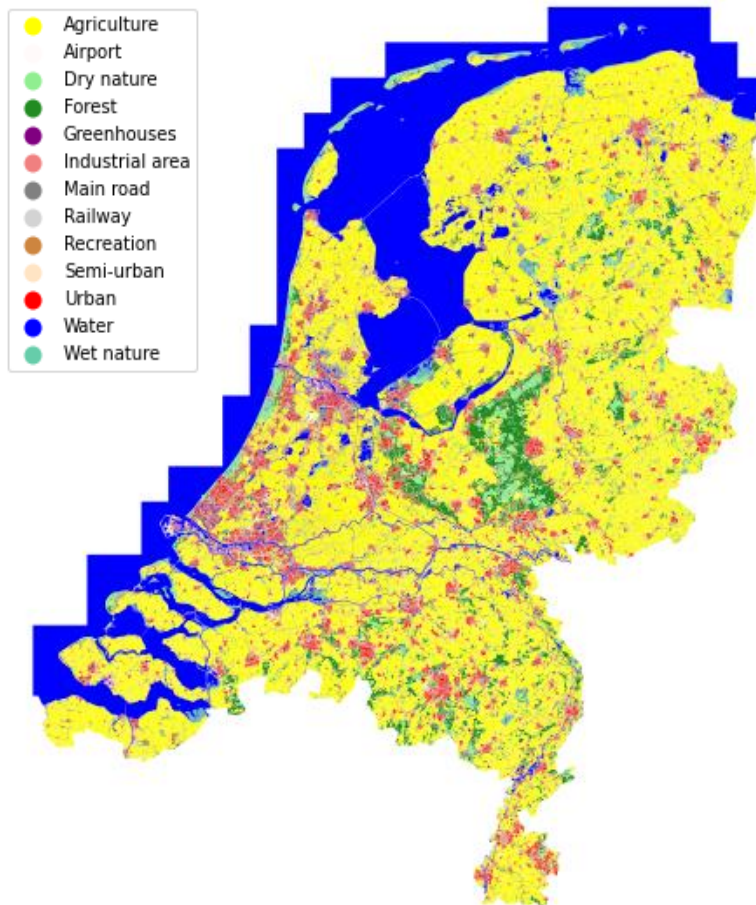 Agriculture
Airport
Dry nature
Forest
Greenhouses
Industrial area
Main road
Railway
Recreation
Semi-urban
Urban
Water
Wet nature